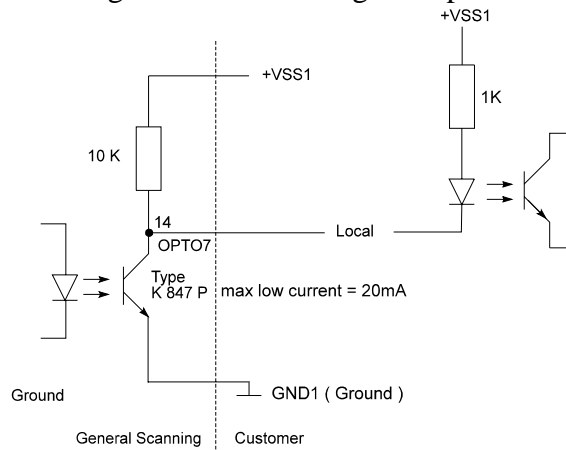 +VSS1
+VSS1
1K
10 K
14
Local
OPTO7
Type
K 847 P
max low current = 20mA
Ground
GND1 ( Ground )
General Scanning
Customer